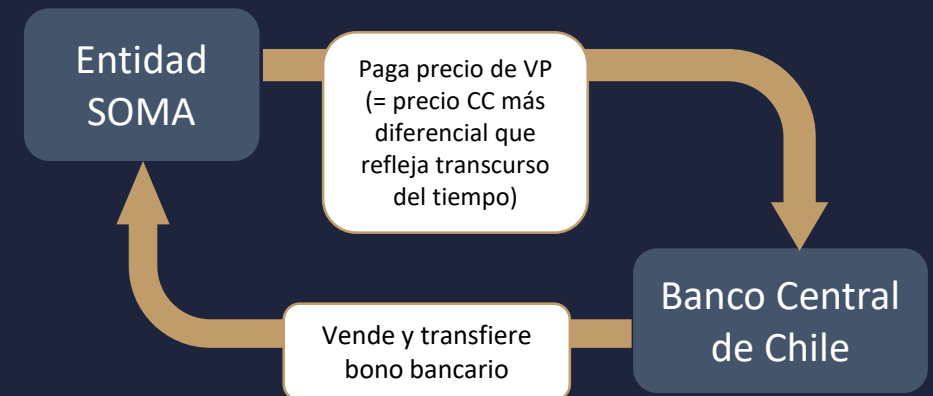 Entidad
SOMA
Paga precio de VP
(= precio CC más
diferencial que
refleja transcurso
del tiempo)
Banco Central
de Chile
Vende y transfiere
bono bancario